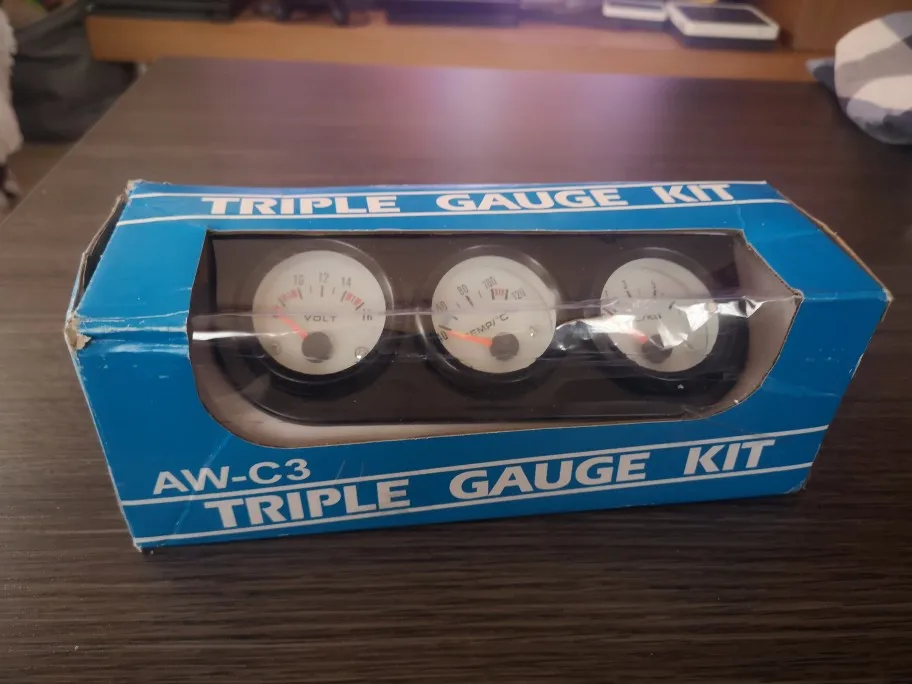 TRIPLE GAUGE KIT
10 12 14 16
VOLT
80 100 120
TEMP/°C
AW-C3
TRIPLE GAUGE KIT